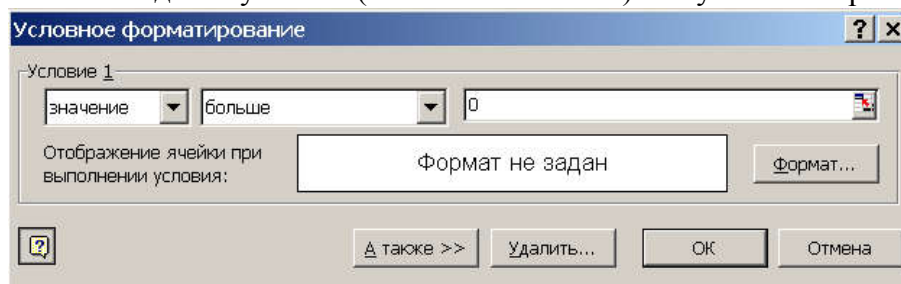 Условное форматирование
Условие 1
значение больше 0
Отображение ячейки при выполнении условия:
Формат не задан
Формат...
А также >> Удалить... ОК Отмена